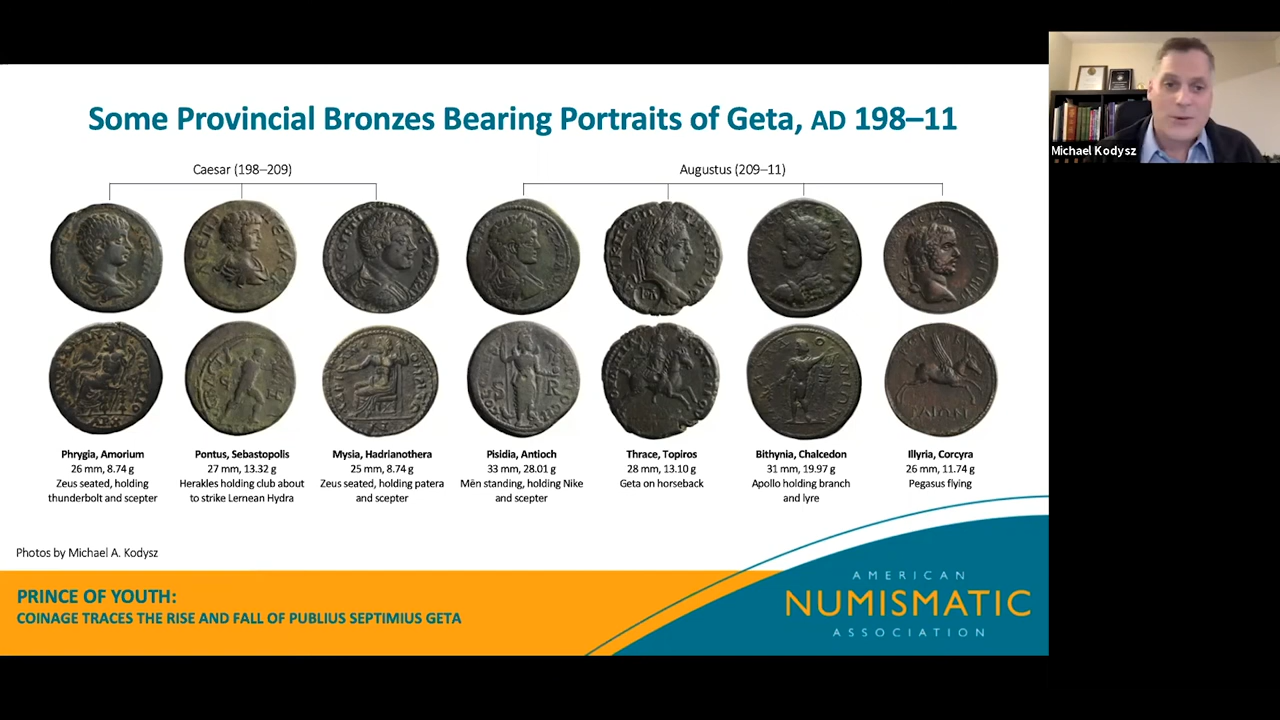 Some Provincial Bronzes Bearing Portraits of Geta, AD 198–11
Caesar (198–209)
Augustus (209–11)
Phrygia, Amorium
26 mm, 8.74 g
Zeus seated, holding
thunderbolt and scepter
Pontus, Sebastopolis
27 mm, 13.32 g
Herakles holding club about
to strike Lernean Hydra
Mysia, Hadrianothera
25 mm, 8.74 g
Zeus seated, holding patera
and scepter
Pisidia, Antioch
33 mm, 28.01 g
Mên standing, holding Nike
and scepter
Thrace, Topiros
28 mm, 13.10 g
Geta on horseback
Bithynia, Chalcedon
31 mm, 19.97 g
Apollo holding branch
and lyre
Illyria, Corcyra
26 mm, 11.74 g
Pegasus flying
Photos by Michael A. Kodysz
PRINCE OF YOUTH:
COINAGE TRACES THE RISE AND FALL OF PUBLIUS SEPTIMIUS GETA
AMERICAN
NUMISMATIC
ASSOCIATION
Michael Kodysz